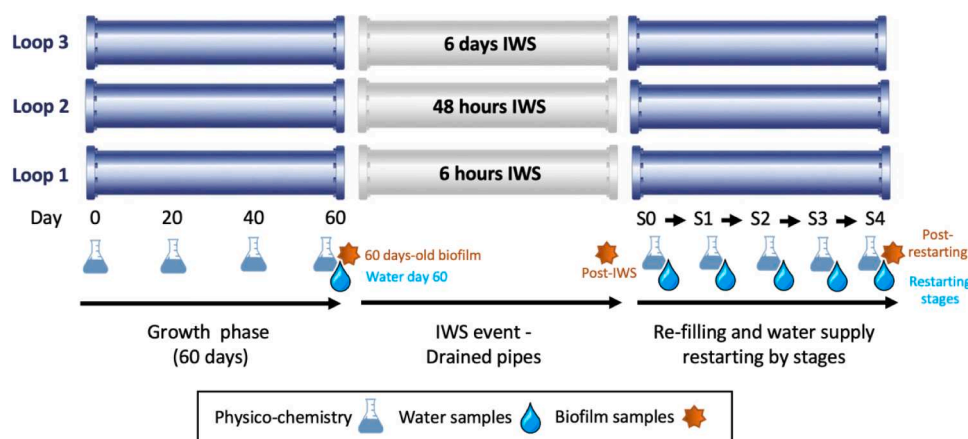 Loop 3
6 days IWS
Loop 2
48 hours IWS
Loop 1
6 hours IWS
Day 0 20 40 60 S0 S1 S2 S3 S4
60 days-old biofilm
Water day 60
Post-IWS
Post-
restarting
Restarting
stages
Growth phase
(60 days)
IWS event -
Drained pipes
Re-filling and water supply
restarting by stages
Physico-chemistry Water samples Biofilm samples